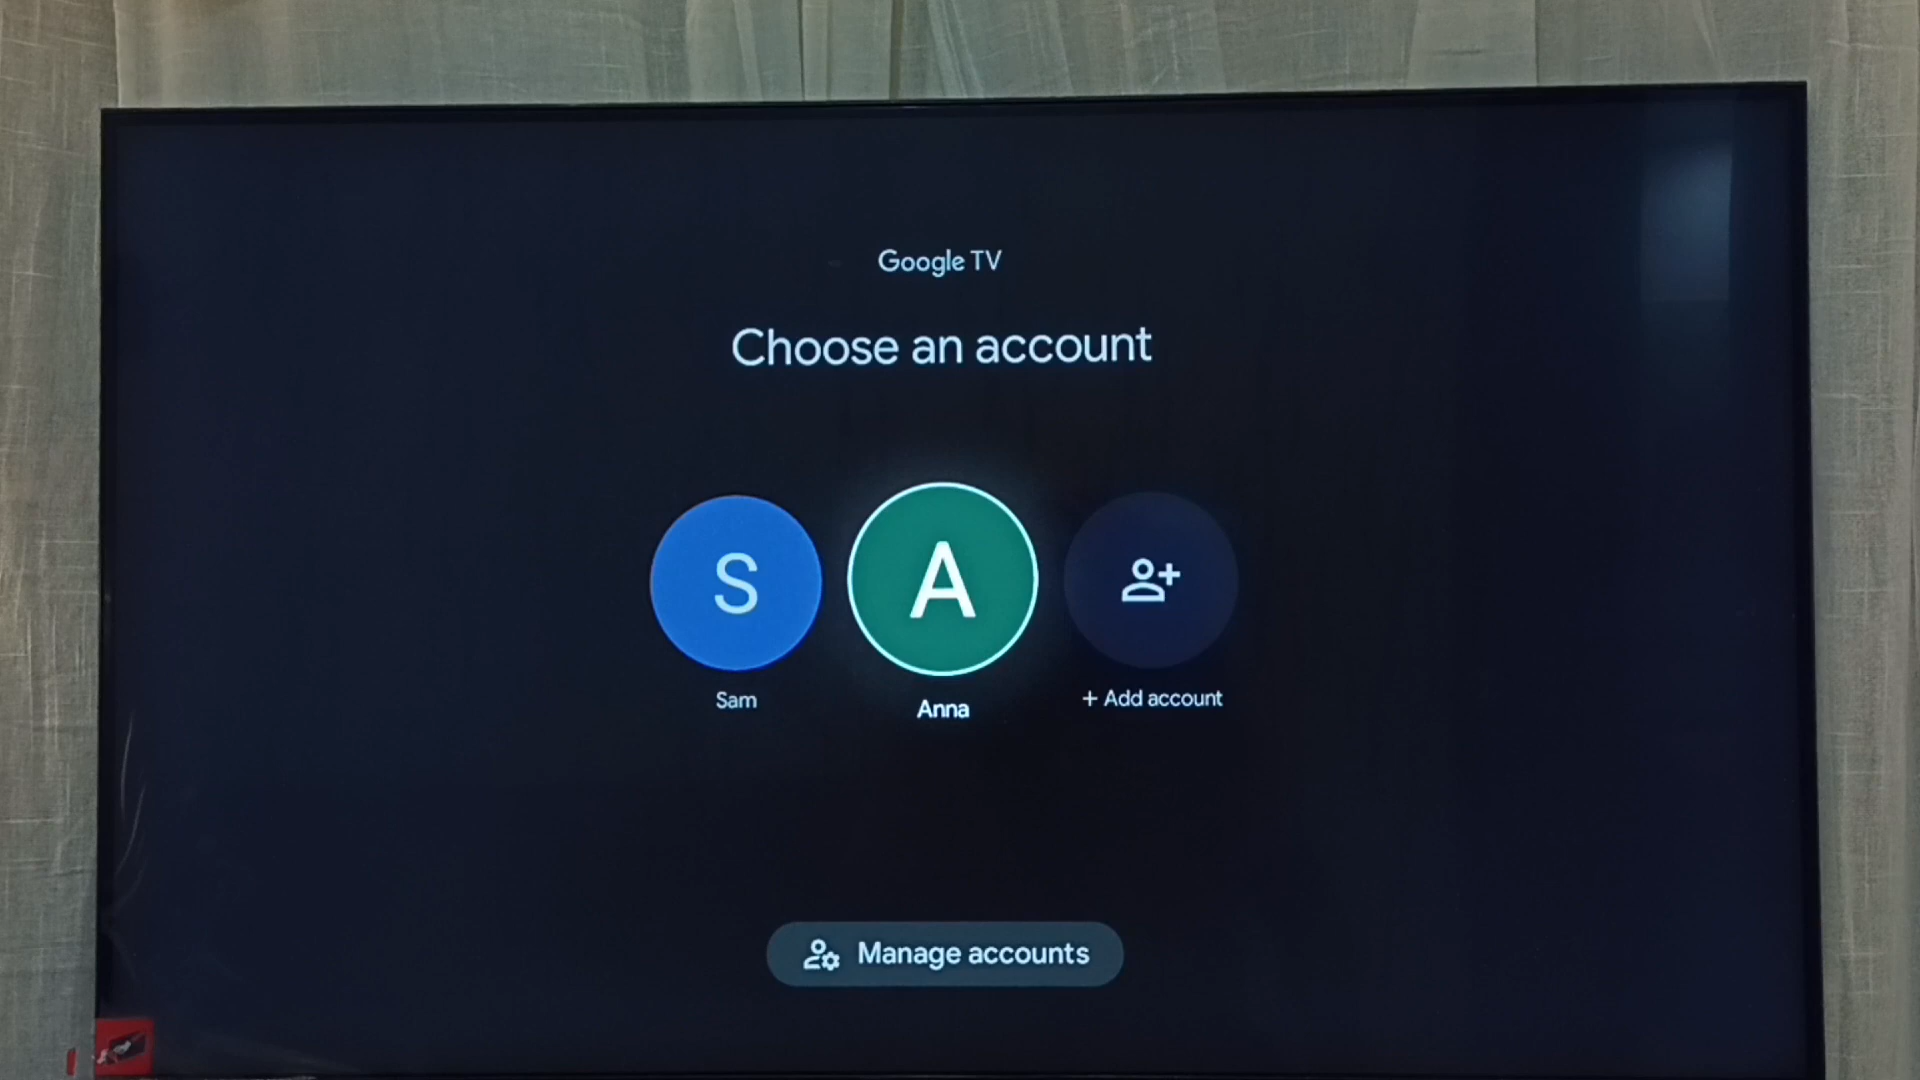 Google TV
Choose an account
S
A
Sam
Anna
+ Add account
Manage accounts